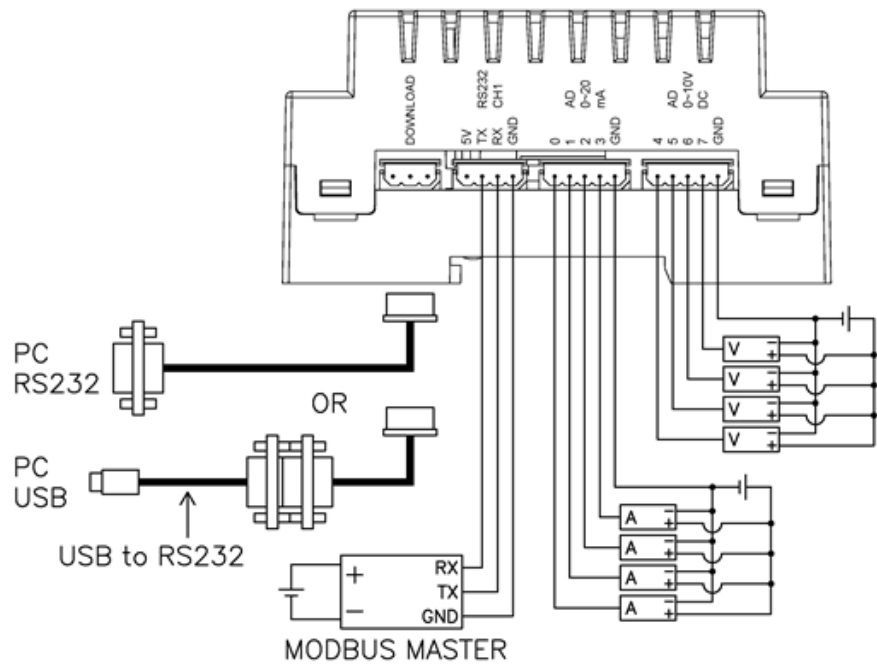 DOWNLOAD
5V
TX
RX
GND
RS232
CH1
0
1
2
3
GND
AD
0~20
mA
4
5
6
7
GND
AD
0~10V
DC
PC
RS232
OR
PC
USB
USB to RS232
+
−
RX
TX
GND
MODBUS MASTER
V − +
V − +
V − +
V − +
A − +
A − +
A − +
A − +